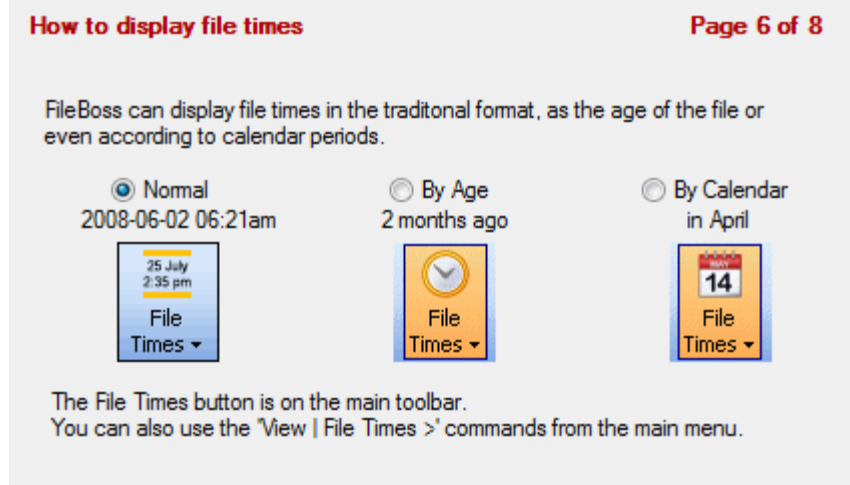 How to display file times Page 6 of 8
FileBoss can display file times in the traditonal format, as the age of the file or
even according to calendar periods.
Normal By Age By Calendar
2008-06-02 06:21am 2 months ago in April
25 July
2:35 pm
MAY
14
File File File
Times Times Times
The File Times button is on the main toolbar.
You can also use the 'View | File Times >' commands from the main menu.